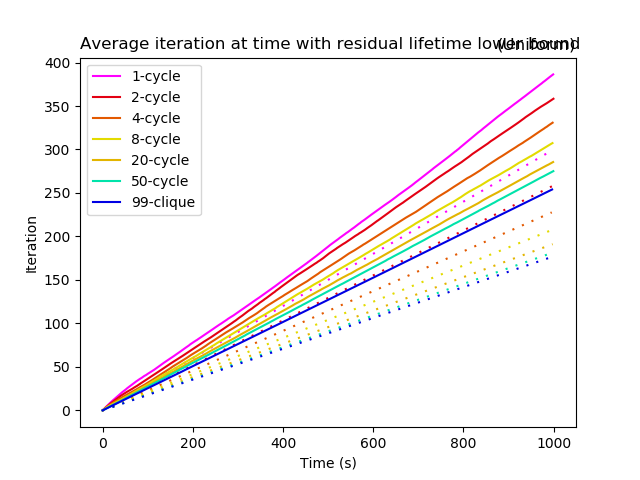 Average iteration at time with residual lifetime lower bound
(Uniform)
400
350
300
250
200
150
100
50
0
Iteration
1-cycle
2-cycle
4-cycle
8-cycle
20-cycle
50-cycle
99-clique
0 200 400 600 800 1000
Time (s)